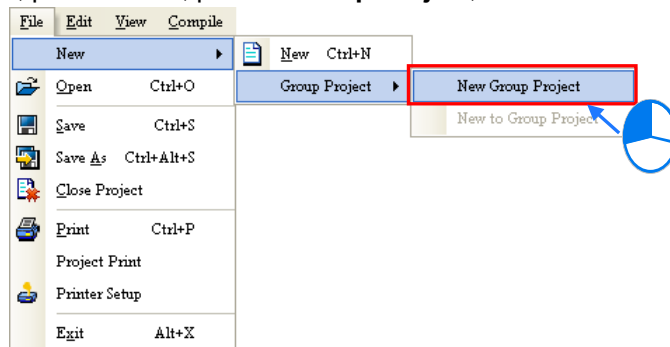 File Edit View Compile
New
New Ctrl+N
Open Ctrl+O
Group Project
New Group Project
Save Ctrl+S
New to Group Project
Save As Ctrl+Alt+S
Close Project
Print Ctrl+P
Project Print
Printer Setup
Exit Alt+X